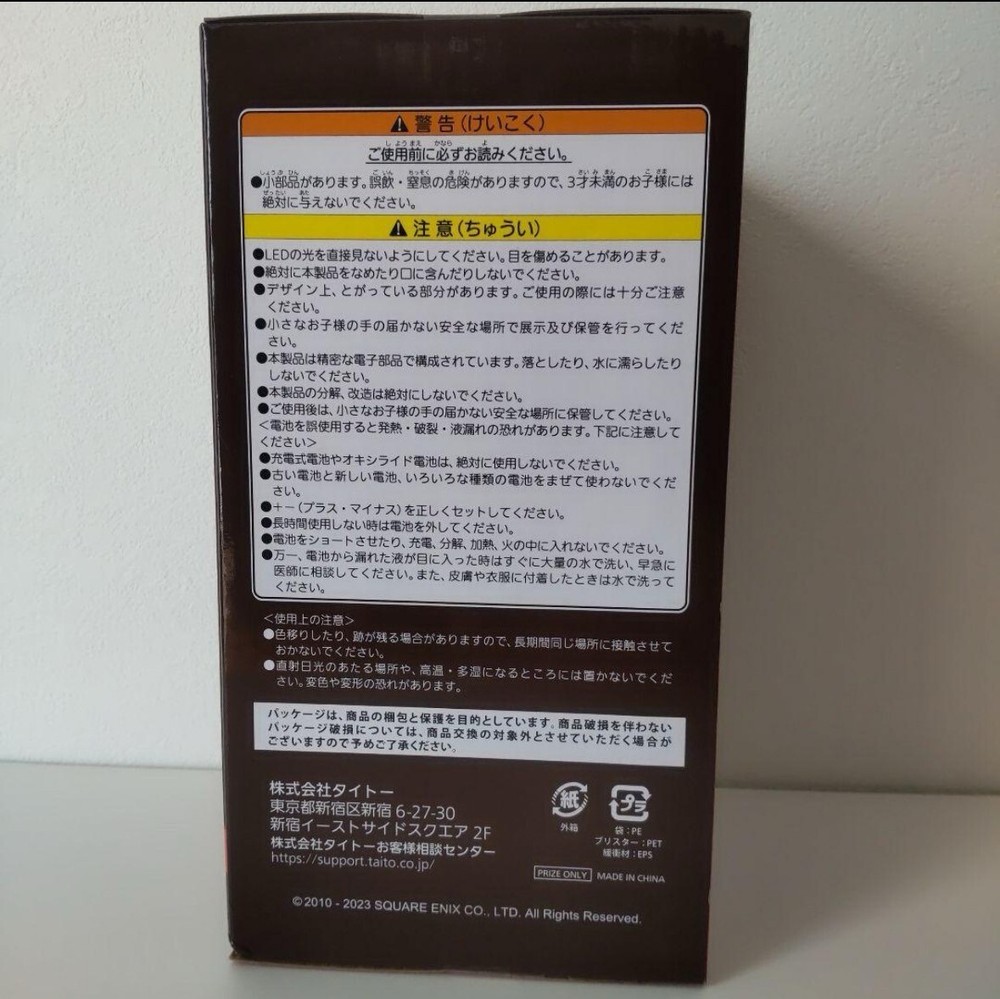 警告(けいこく)
ご使用前に必ずお読みください。
●小部品があります。誤飲・窒息の危険がありますので、3才未満のお子様には
絶対に与えないでください。
注意(ちゅうい)
●LEDの光を直接見ないようにしてください。目を傷めることがあります。
●絶対に本製品をなめたり口に含んだりしないでください。
●デザイン上、とがっている部分があります。ご使用の際には十分ご注意
ください。
●小さなお子様の手の届かない安全な場所で展示及び保管を行ってくだ
さい。
●本製品は精密な電子部品で構成されています。落としたり、水に濡らしたり
しないでください。
●本製品の分解、改造は絶対にしないでください。
●ご使用後は、小さなお子様の手の届かない安全な場所に保管してください。
<電池を誤使用すると発熱・破裂・液漏れの恐れがあります。下記に注意して
ください>
●充電式電池やオキシライド電池は、絶対に使用しないでください。
●古い電池と新しい電池、いろいろな種類の電池をまぜて使わないでくだ
さい。
●+-(プラス・マイナス)を正しくセットしてください。
●長時間使用しない時は電池を外してください。
●電池をショートさせたり、充電、分解、加熱、火の中に入れないでください。
●万一、電池から漏れた液が目に入った時はすぐに大量の水で洗い、早急に
医師に相談してください。また、皮膚や衣服に付着したときは水で洗って
ください。
<使用上の注意>
●色移りしたり、跡が残る場合がありますので、長期間同じ場所に接触させて
おかないでください。
●直射日光のあたる場所や、高温・多湿になるところには置かないでくだ
さい。変色や変形の恐れがあります。
パッケージは、商品の梱包と保護を目的としています。商品破損を伴わない
パッケージ破損については、商品交換の対象外とさせていただく場合が
ございますので予めご了承ください。
株式会社タイトー
東京都新宿区新宿 6-27-30
新宿イーストサイドスクエア 2F
株式会社タイトーお客様相談センター
https://support.taito.co.jp/
紙
外箱
プラ
袋:PE
ブリスター:PET
緩衝材:EPS
PRIZE ONLY MADE IN CHINA
© 2010 - 2023 SQUARE ENIX CO., LTD. All Rights Reserved.